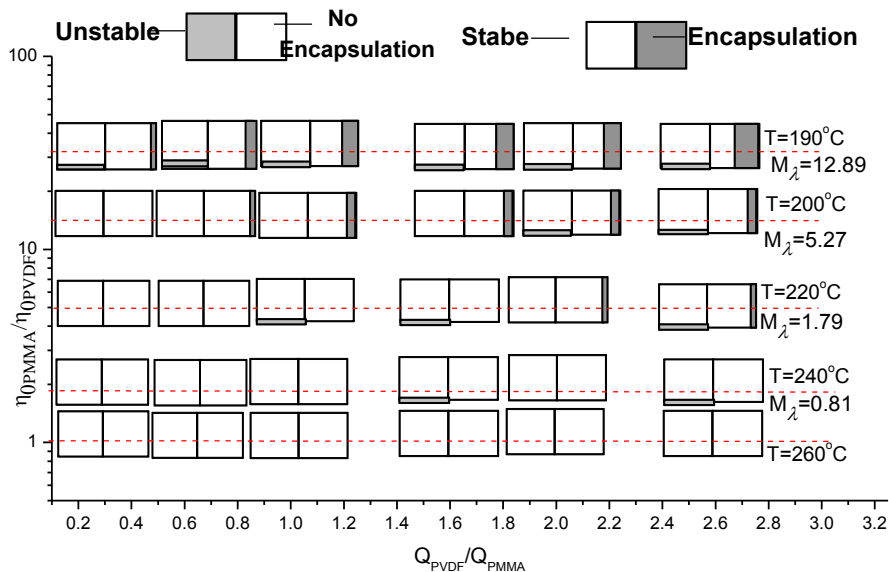 Unstable
No
Encapsulation
Stabe
Encapsulation
100
10
1
η0PMMA/η0PVDF
T=190°C
Mλ=12.89
T=200°C
Mλ=5.27
T=220°C
Mλ=1.79
T=240°C
Mλ=0.81
T=260°C
0.2 0.4 0.6 0.8 1.0 1.2 1.4 1.6 1.8 2.0 2.2 2.4 2.6 2.8 3.0 3.2
QPVDF/QPMMA